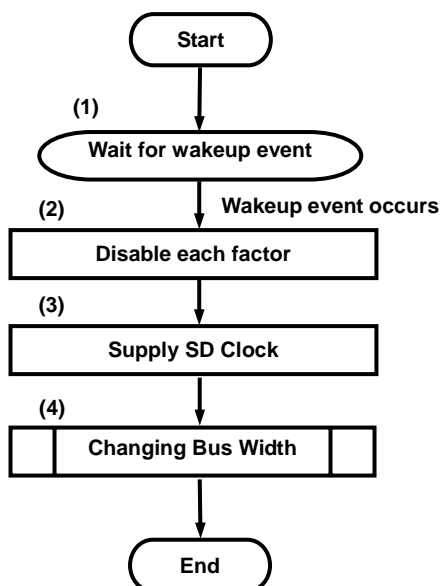 Start
(1)
Wait for wakeup event
Wakeup event occurs
(2)
Disable each factor
(3)
Supply SD Clock
(4)
Changing Bus Width
End